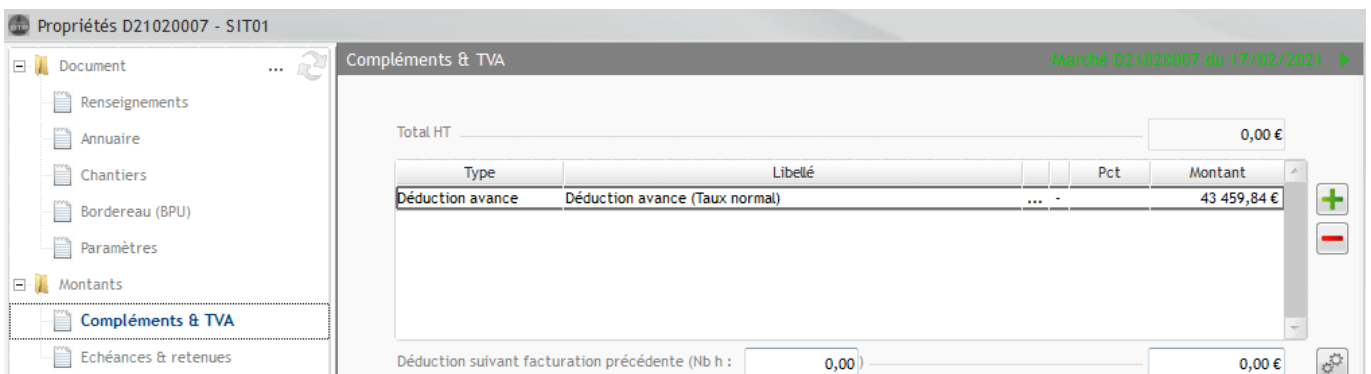 Propriétés D21020007 - SIT01
Document ...
Renseignements
Annuaire
Chantiers
Bordereau (BPU)
Paramètres
Montants
Compléments & TVA
Echéances & retenues
Compléments & TVA Marché D21020007 du 17/02/2021
Total HT 0,00 €
Type Libellé Pct Montant
Déduction avance Déduction avance (Taux normal) ... - 43 459,84 €
Déduction suivant facturation précédente (Nb h : 0,00 ) 0,00 €